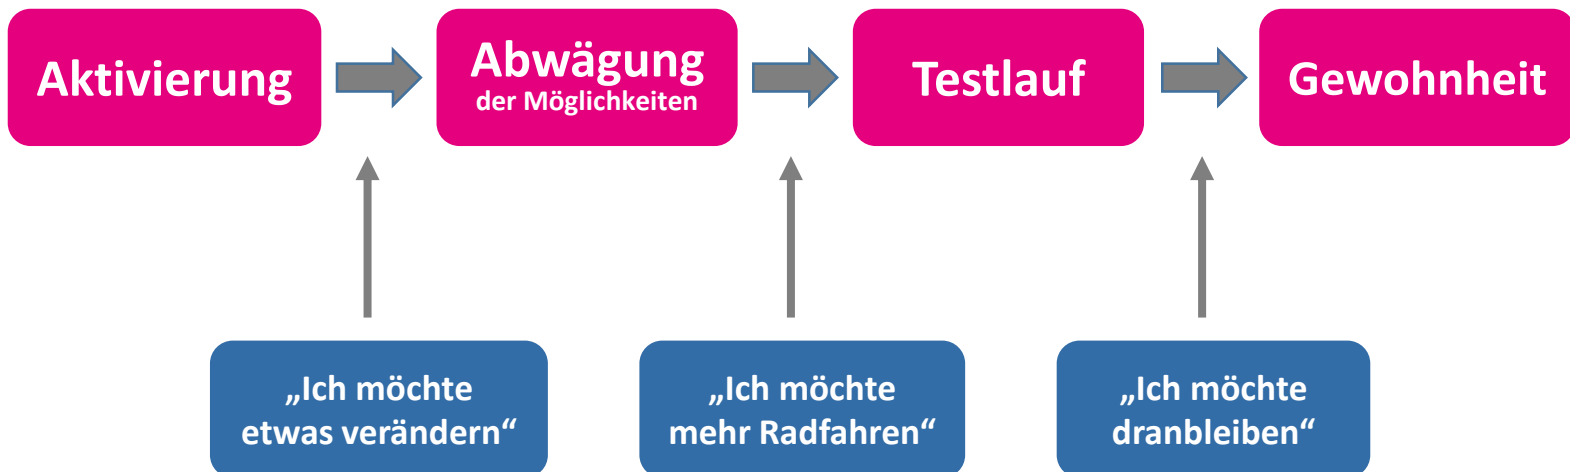 Aktivierung
Abwägung
der Möglichkeiten
Testlauf
Gewohnheit
„Ich möchte
etwas verändern“
„Ich möchte
mehr Radfahren“
„Ich möchte
dranbleiben“